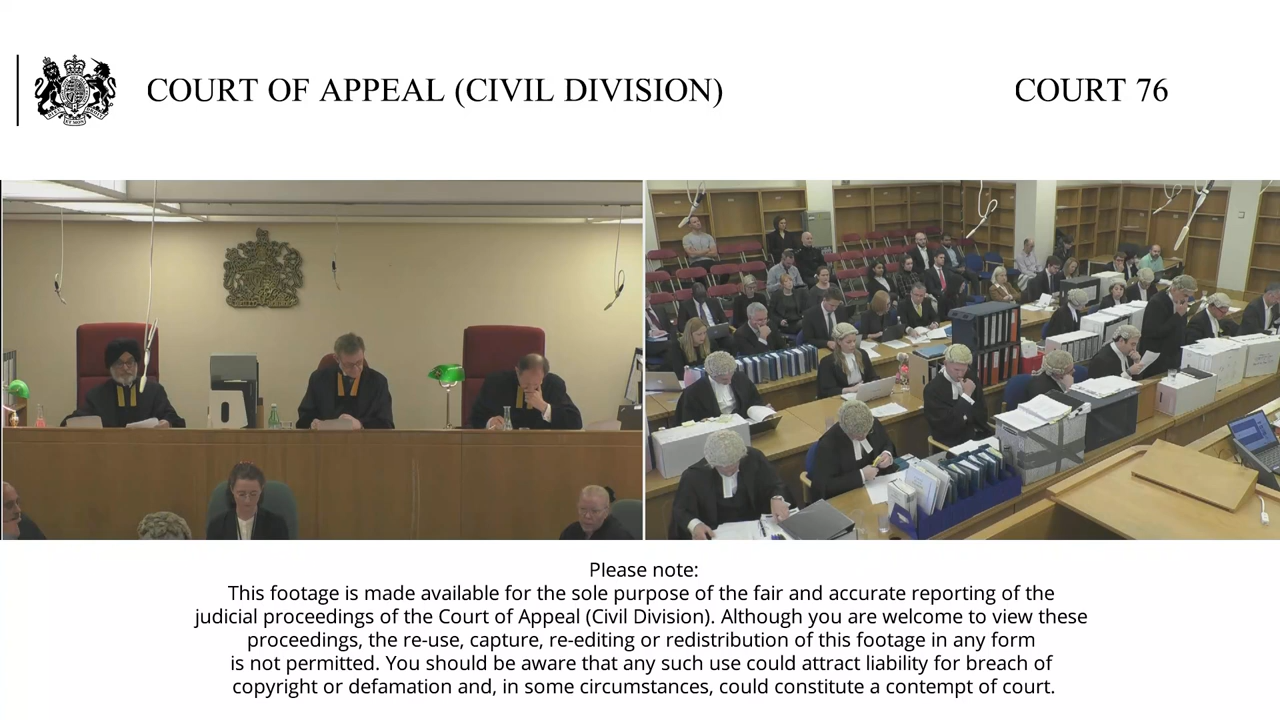 COURT OF APPEAL (CIVIL DIVISION)
COURT 76
Please note:
This footage is made available for the sole purpose of the fair and accurate reporting of the
judicial proceedings of the Court of Appeal (Civil Division). Although you are welcome to view these
proceedings, the re-use, capture, re-editing or redistribution of this footage in any form
is not permitted. You should be aware that any such use could attract liability for breach of
copyright or defamation and, in some circumstances, could constitute a contempt of court.